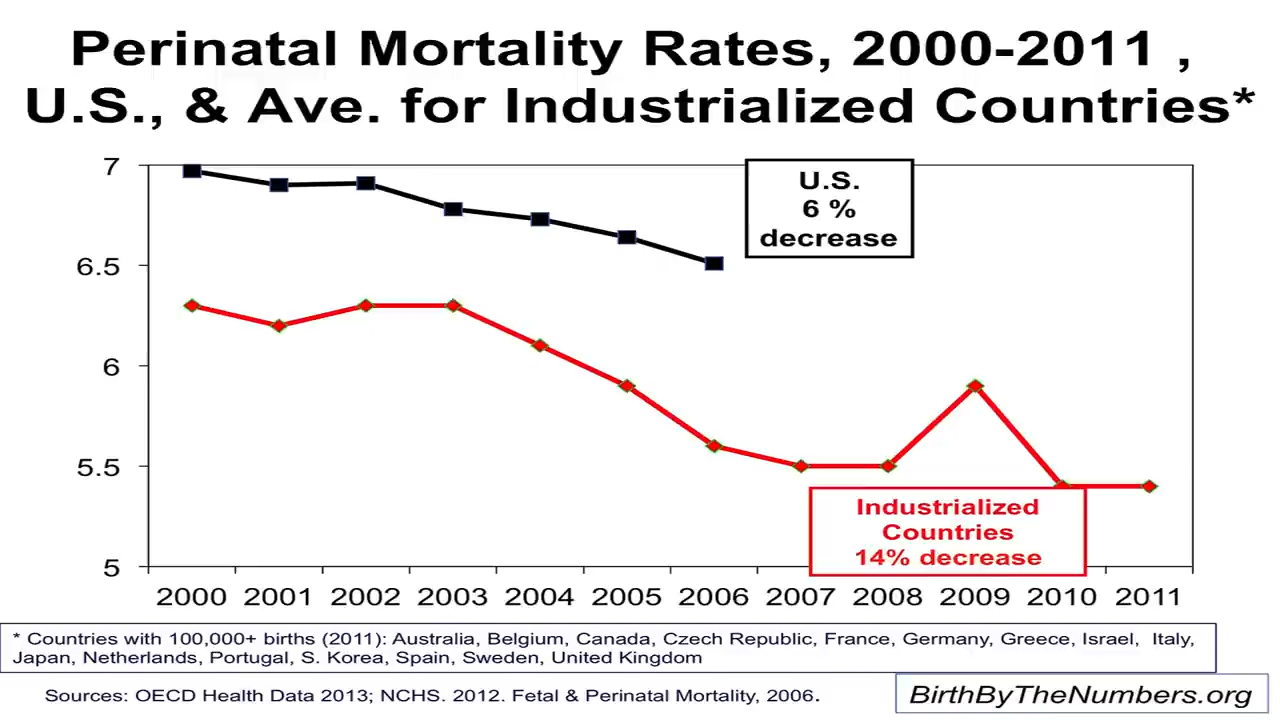 Perinatal Mortality Rates, 2000-2011 ,
U.S., & Ave. for Industrialized Countries*
7
6.5
6
5.5
5
U.S.
6 %
decrease
Industrialized
Countries
14% decrease
2000 2001 2002 2003 2004 2005 2006 2007 2008 2009 2010 2011
* Countries with 100,000+ births (2011): Australia, Belgium, Canada, Czech Republic, France, Germany, Greece, Israel, Italy,
Japan, Netherlands, Portugal, S. Korea, Spain, Sweden, United Kingdom
Sources: OECD Health Data 2013; NCHS. 2012. Fetal & Perinatal Mortality, 2006.
BirthByTheNumbers.org